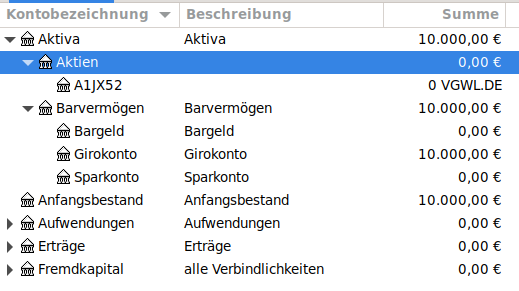 Kontobezeichnung Beschreibung Summe
Aktiva Aktiva 10.000,00 €
Aktien 0,00 €
A1JX52 0 VGWL.DE
Barvermögen Barvermögen 10.000,00 €
Bargeld Bargeld 0,00 €
Girokonto Girokonto 10.000,00 €
Sparkonto Sparkonto 0,00 €
Anfangsbestand Anfangsbestand 10.000,00 €
Aufwendungen Aufwendungen 0,00 €
Erträge Erträge 0,00 €
Fremdkapital alle Verbindlichkeiten 0,00 €